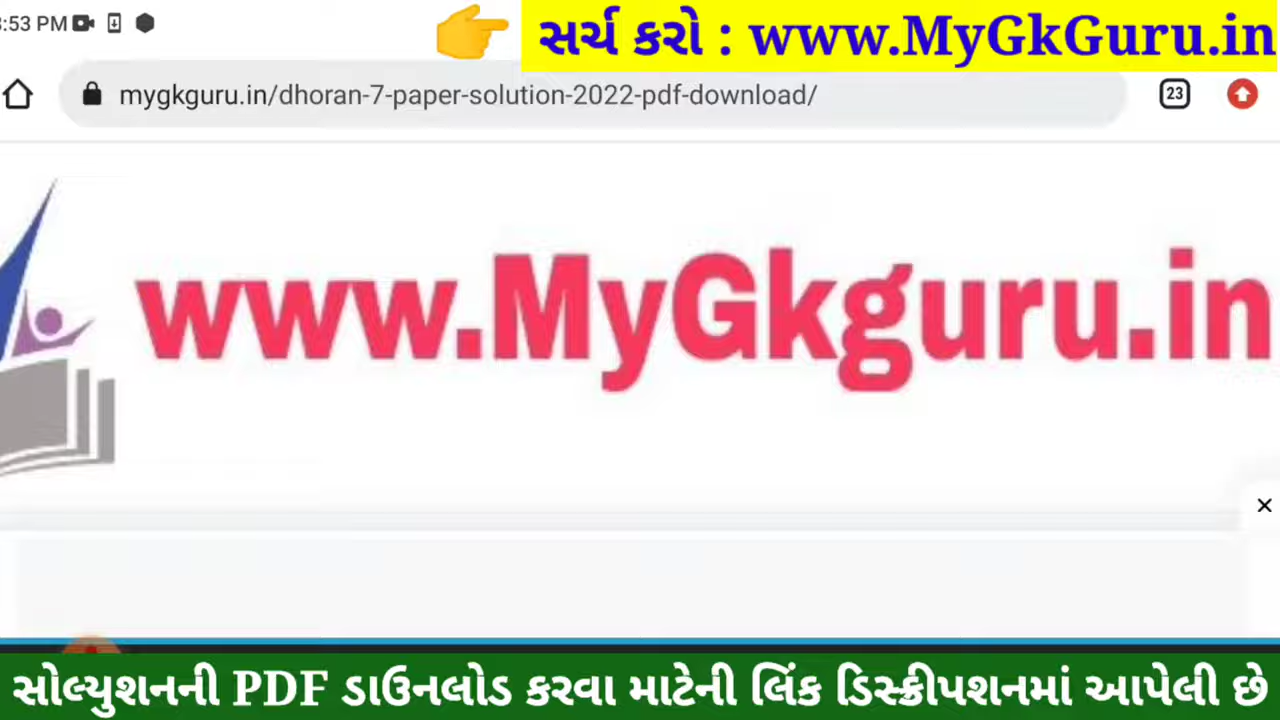 :53 PM
👉 સર્ચ કરો : www.MyGkGuru.in
mygkguru.in/dhoran-7-paper-solution-2022-pdf-download/
23
www.MyGkguru.in
સોલ્યુશનની PDF ડાઉનલોડ કરવા માટેની લિંક ડિસ્ક્રીપશનમાં આપેલી છે